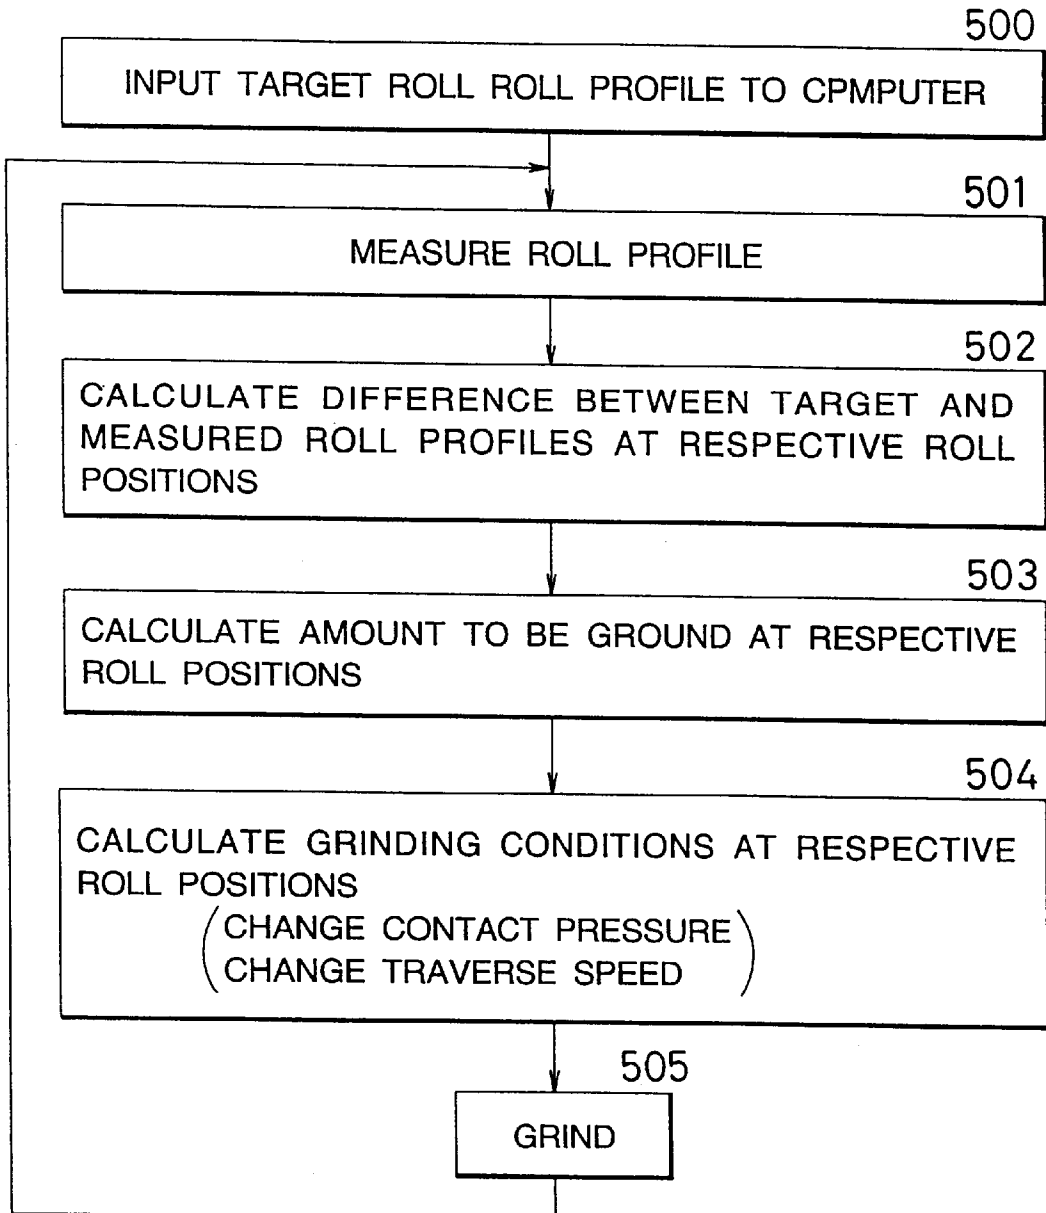 500
INPUT TARGET ROLL ROLL PROFILE TO CPMPUTER
501
MEASURE ROLL PROFILE
502
CALCULATE DIFFERENCE BETWEEN TARGET AND
MEASURED ROLL PROFILES AT RESPECTIVE ROLL
POSITIONS
503
CALCULATE AMOUNT TO BE GROUND AT RESPECTIVE
ROLL POSITIONS
504
CALCULATE GRINDING CONDITIONS AT RESPECTIVE
ROLL POSITIONS
(CHANGE CONTACT PRESSURE
CHANGE TRAVERSE SPEED)
505
GRIND